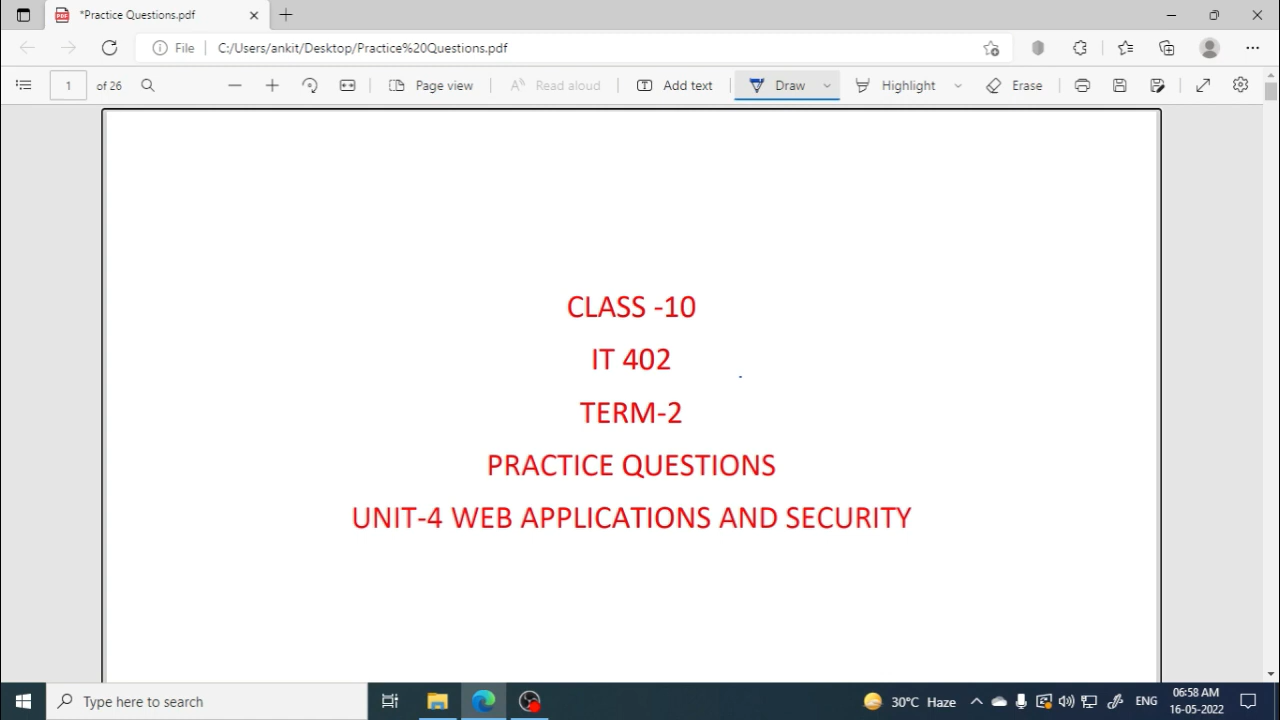 *Practice Questions.pdf
File C:/Users/ankit/Desktop/Practice%20Questions.pdf
1 of 26 Page view Read aloud Add text Draw Highlight Erase
CLASS -10
IT 402
TERM-2
PRACTICE QUESTIONS
UNIT-4 WEB APPLICATIONS AND SECURITY
Type here to search 30°C Haze ENG 06:58 AM
16-05-2022